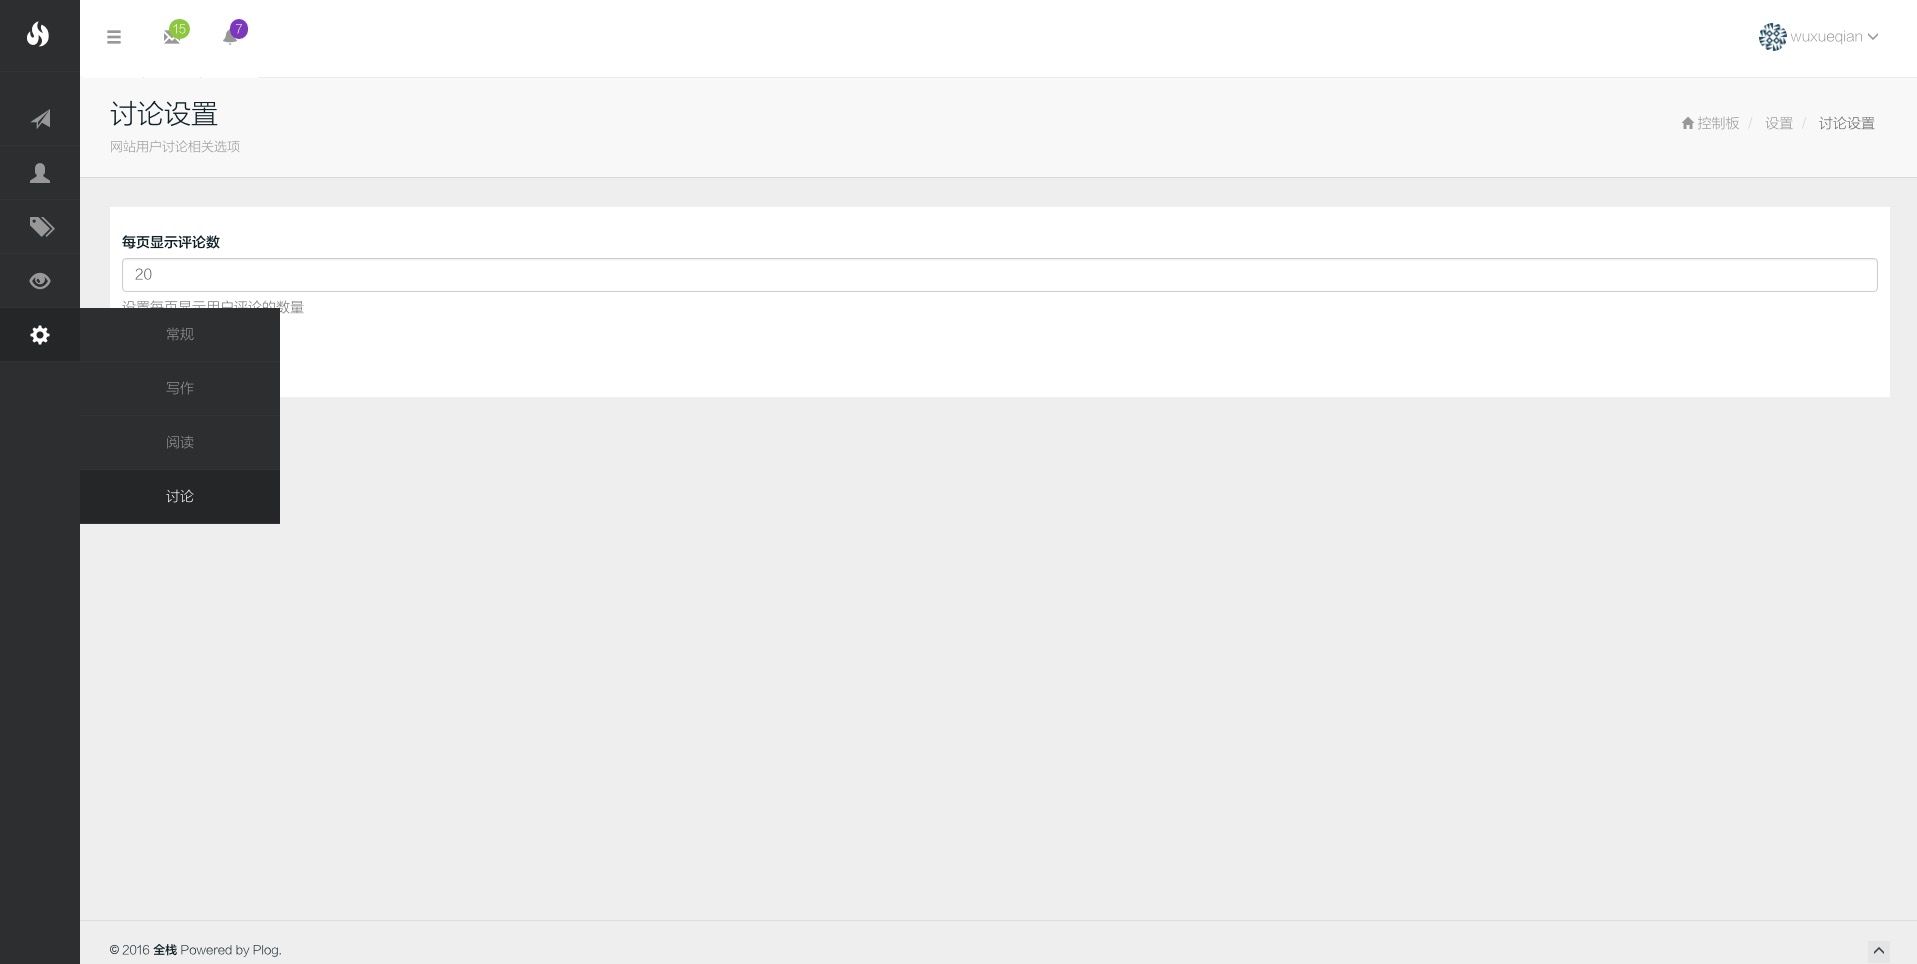 15
7
wuxueqian
讨论设置
网站用户讨论相关选项
控制板 / 设置 / 讨论设置
每页显示评论数
20
设置每页显示用户评论的数量
常规
写作
阅读
讨论
© 2016 全栈 Powered by Plog.